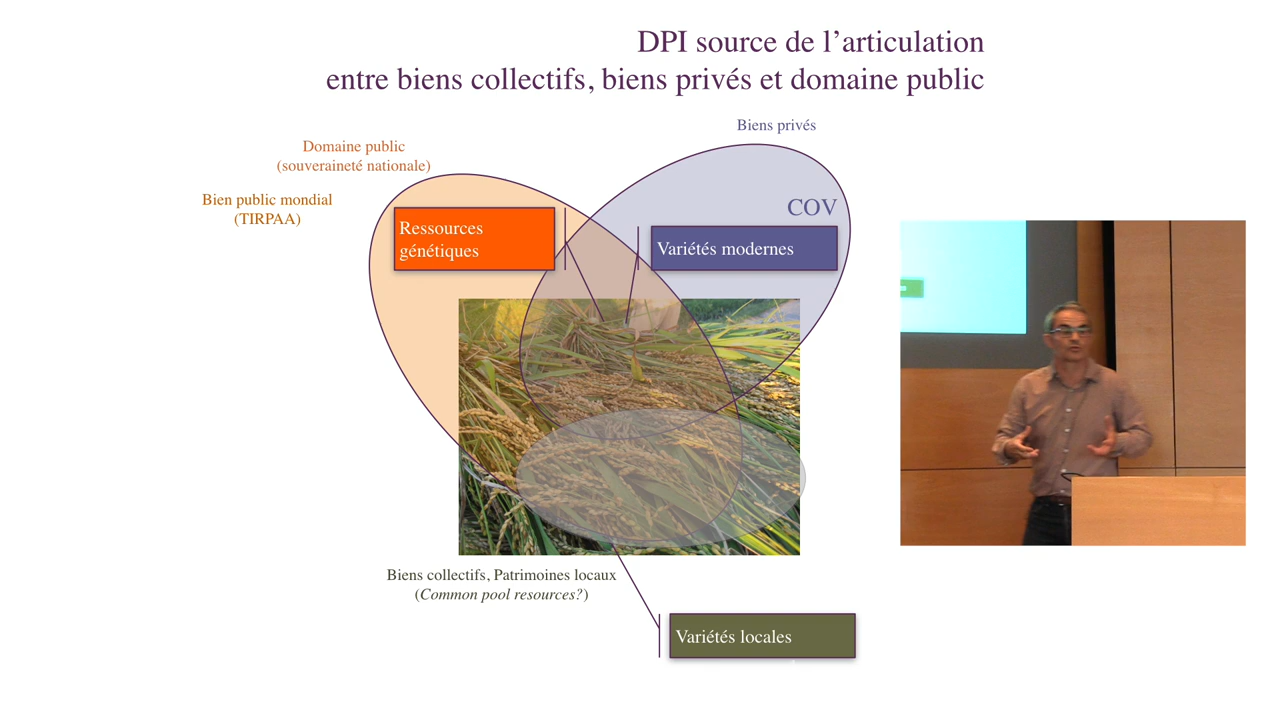 DPI source de l’articulation
entre biens collectifs, biens privés et domaine public
Biens privés
Domaine public
(souveraineté nationale)
Bien public mondial
(TIRPAA)
COV
Ressources
génétiques
Variétés modernes
Biens collectifs, Patrimoines locaux
(Common pool resources?)
Variétés locales